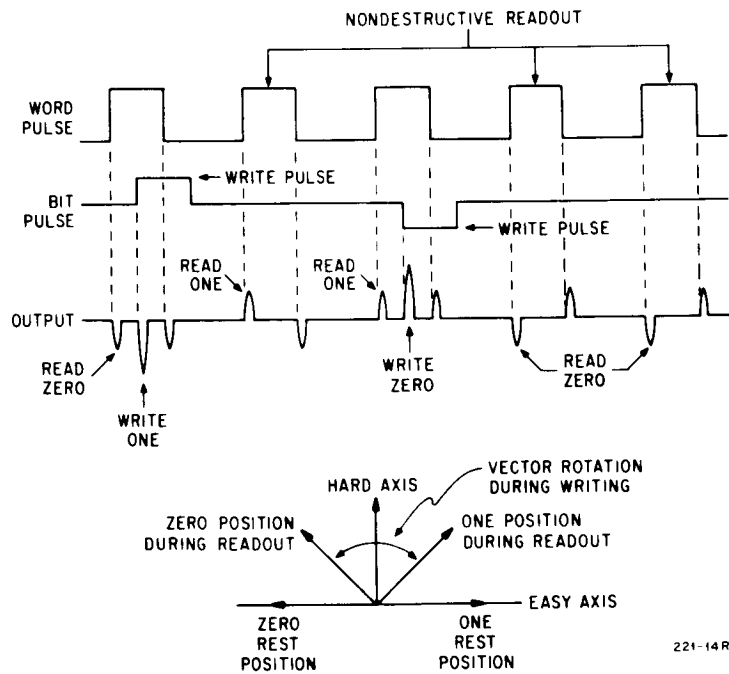 NONDESTRUCTIVE READOUT
WORD
PULSE
WRITE PULSE
BIT
PULSE
WRITE PULSE
READ
ONE
READ
ONE
OUTPUT
READ
ZERO
WRITE
ONE
WRITE
ZERO
READ
ZERO
VECTOR ROTATION
DURING WRITING
HARD AXIS
ZERO POSITION
DURING READOUT
ONE POSITION
DURING READOUT
EASY AXIS
ZERO
REST
POSITION
ONE
REST
POSITION
221-14R